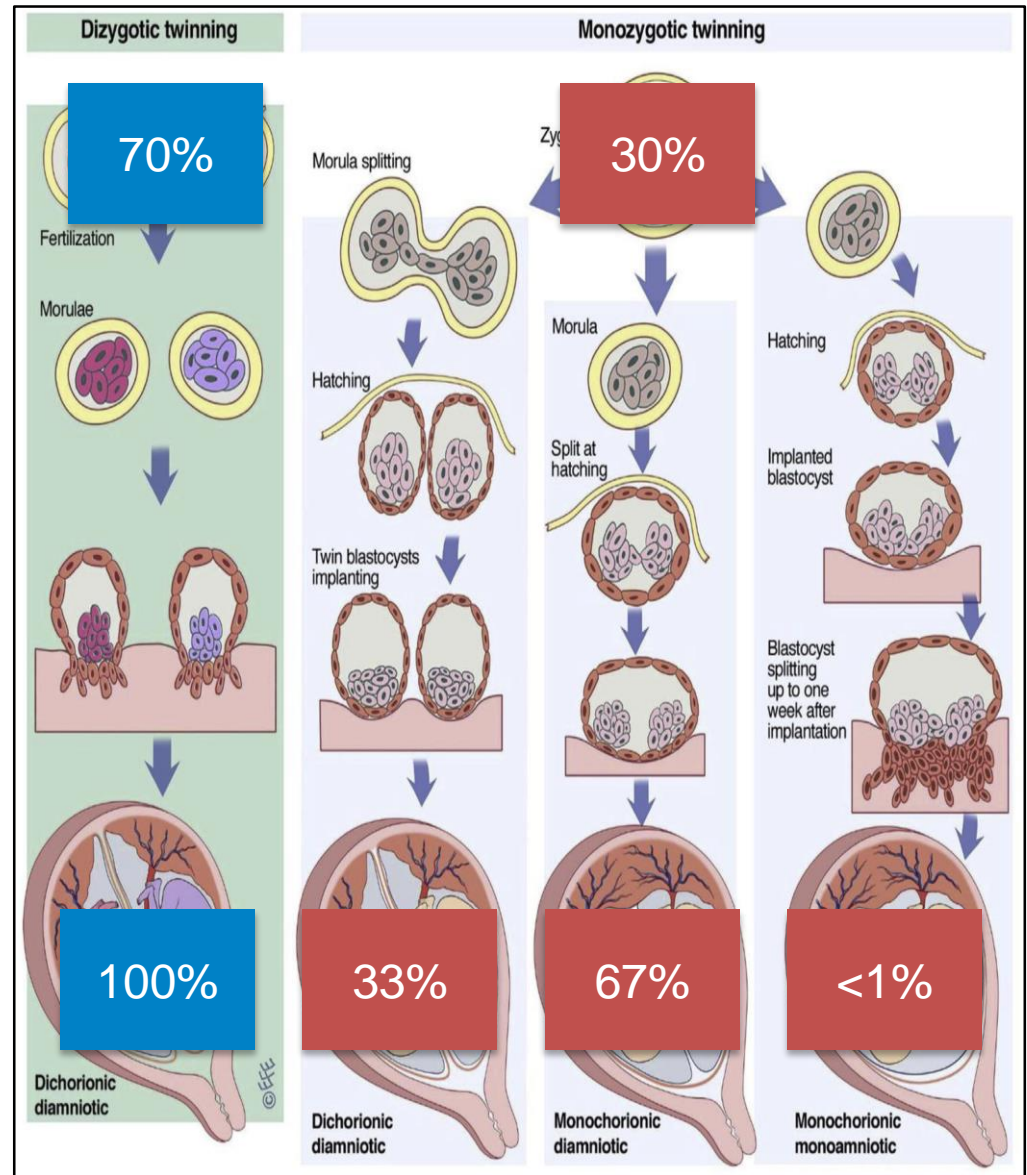 Dizygotic twinning
Monozygotic twinning
70%
30%
Fertilization
Morulae
100%
Dichorionic
diamniotic
©EFE
Morula splitting
Hatching
Twin blastocysts
implanting
33%
Dichorionic
diamniotic
Morula
Split at
hatching
67%
Monochorionic
diamniotic
Hatching
Implanted
blastocyst
Blastocyst
splitting
up to one
week after
implantation
<1%
Monochorionic
monoamniotic